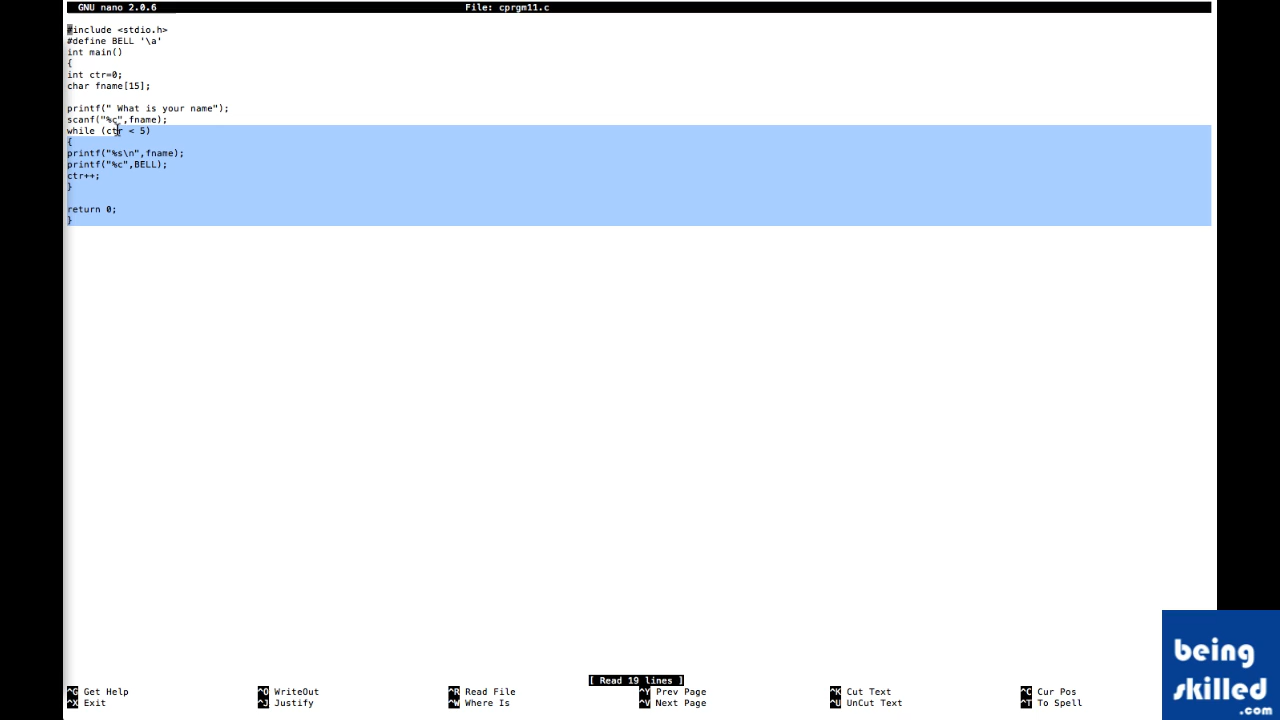 GNU nano 2.0.6 File: cprgm11.c
#include <stdio.h>
#define BELL '\a'
int main()
{
int ctr=0;
char fname[15];
printf(" What is your name");
scanf("%c",fname);
while (ctr < 5)
{
printf("%s\n",fname);
printf("%c",BELL);
ctr++;
}
return 0;
}
[ Read 19 lines ]
^G Get Help ^O WriteOut ^R Read File ^Y Prev Page ^K Cut Text ^C Cur Pos
^X Exit ^J Justify ^W Where Is ^V Next Page ^U UnCut Text ^T To Spell
being
skilled
.com